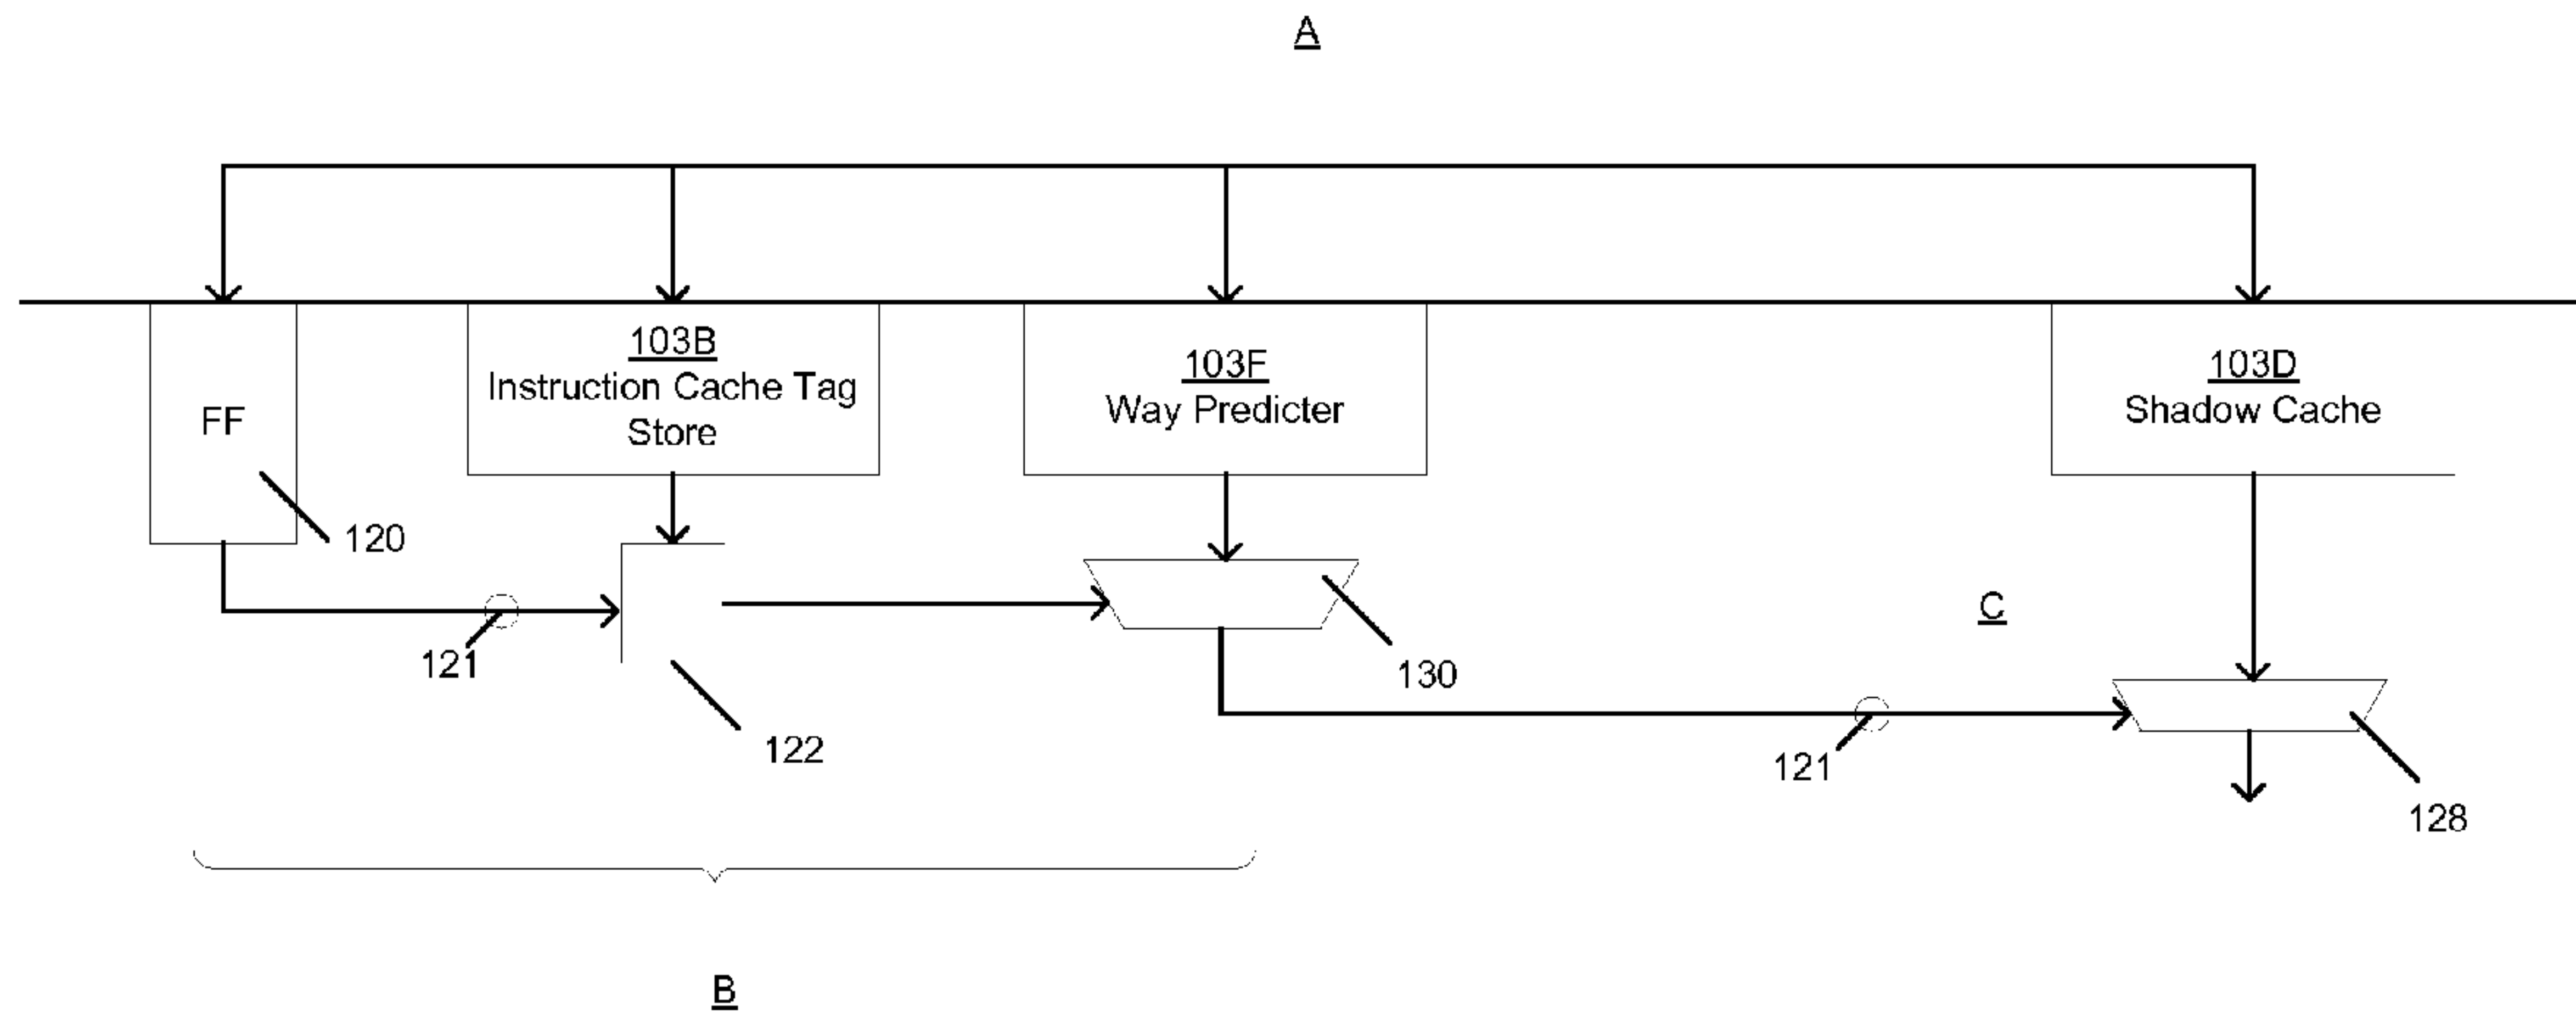 A
103B
Instruction Cache Tag
Store
103F
Way Predicter
103D
Shadow Cache
FF
120
121
122
130
C
121
128
B